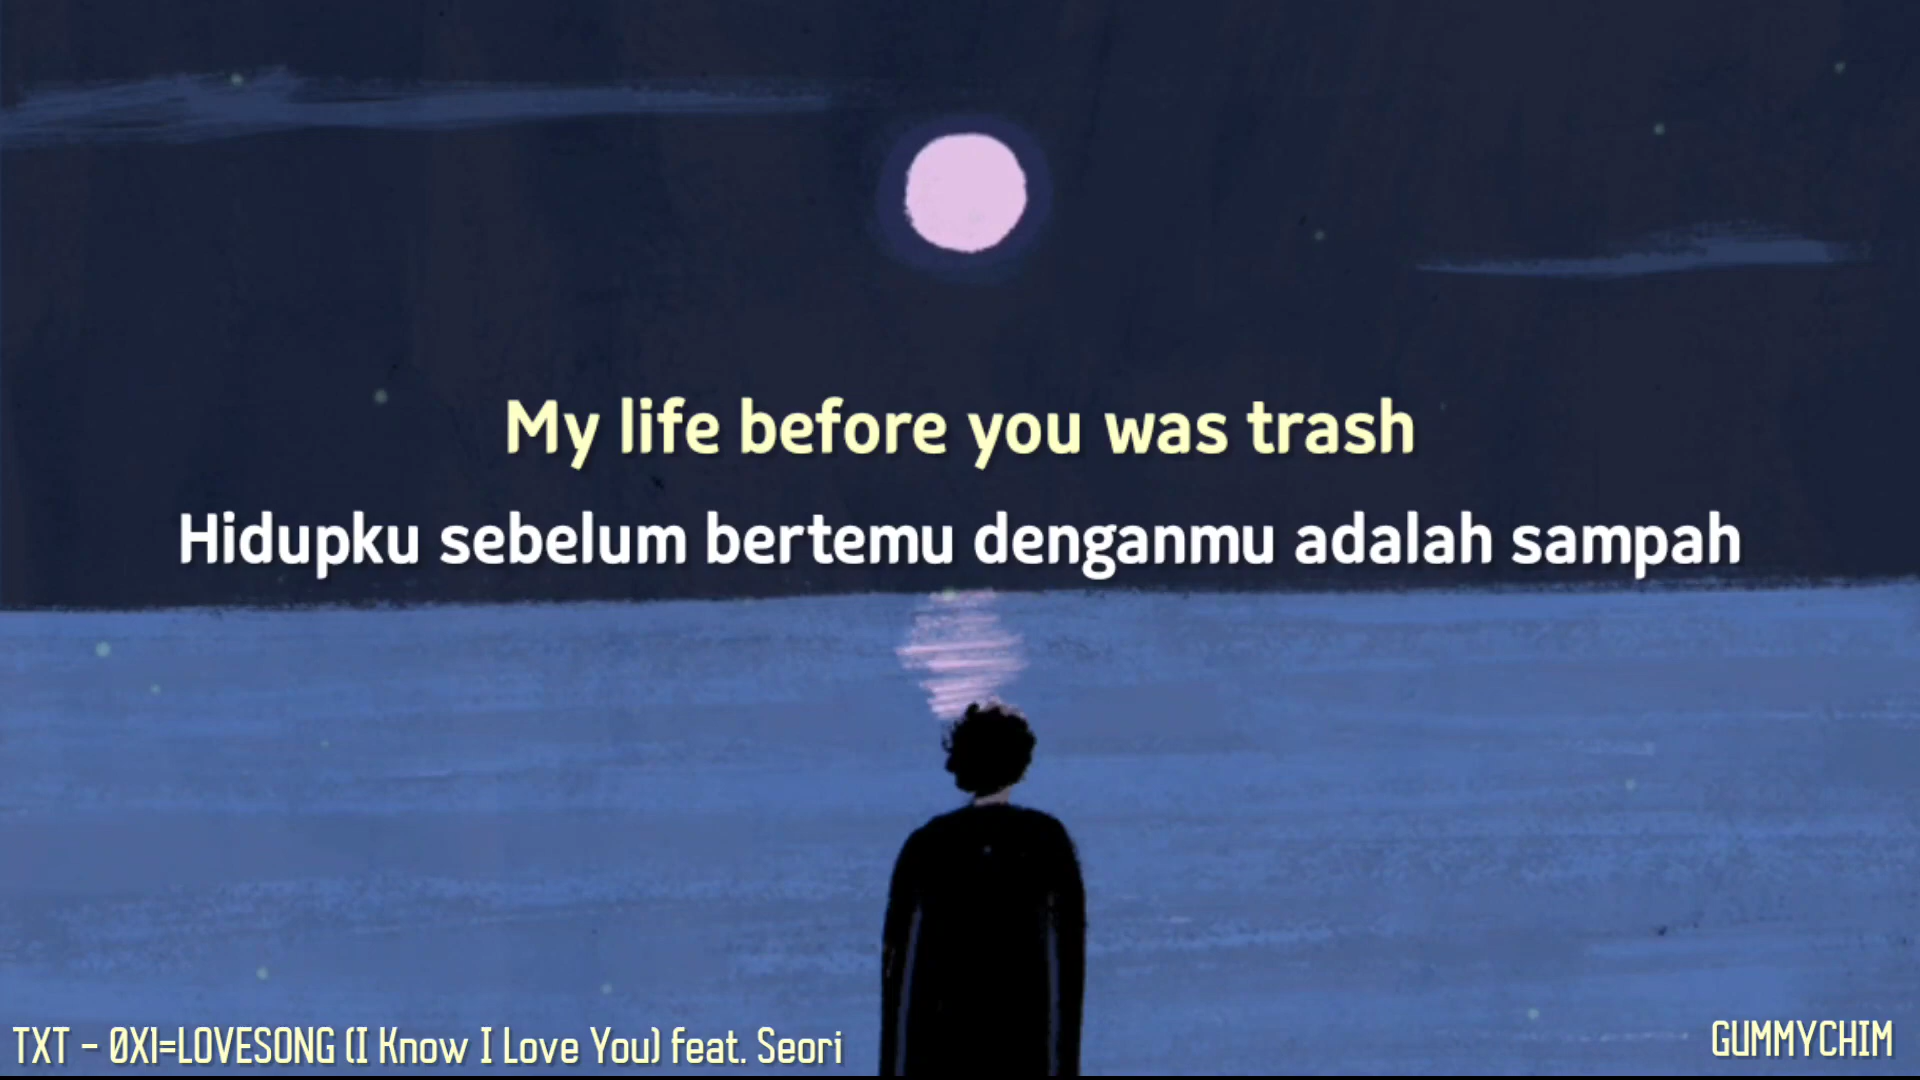 My life before you was trash
Hidupku sebelum bertemu denganmu adalah sampah
TXT - 0X1=LOVESONG (I Know I Love You) feat. Seori
GUMMYCHIM